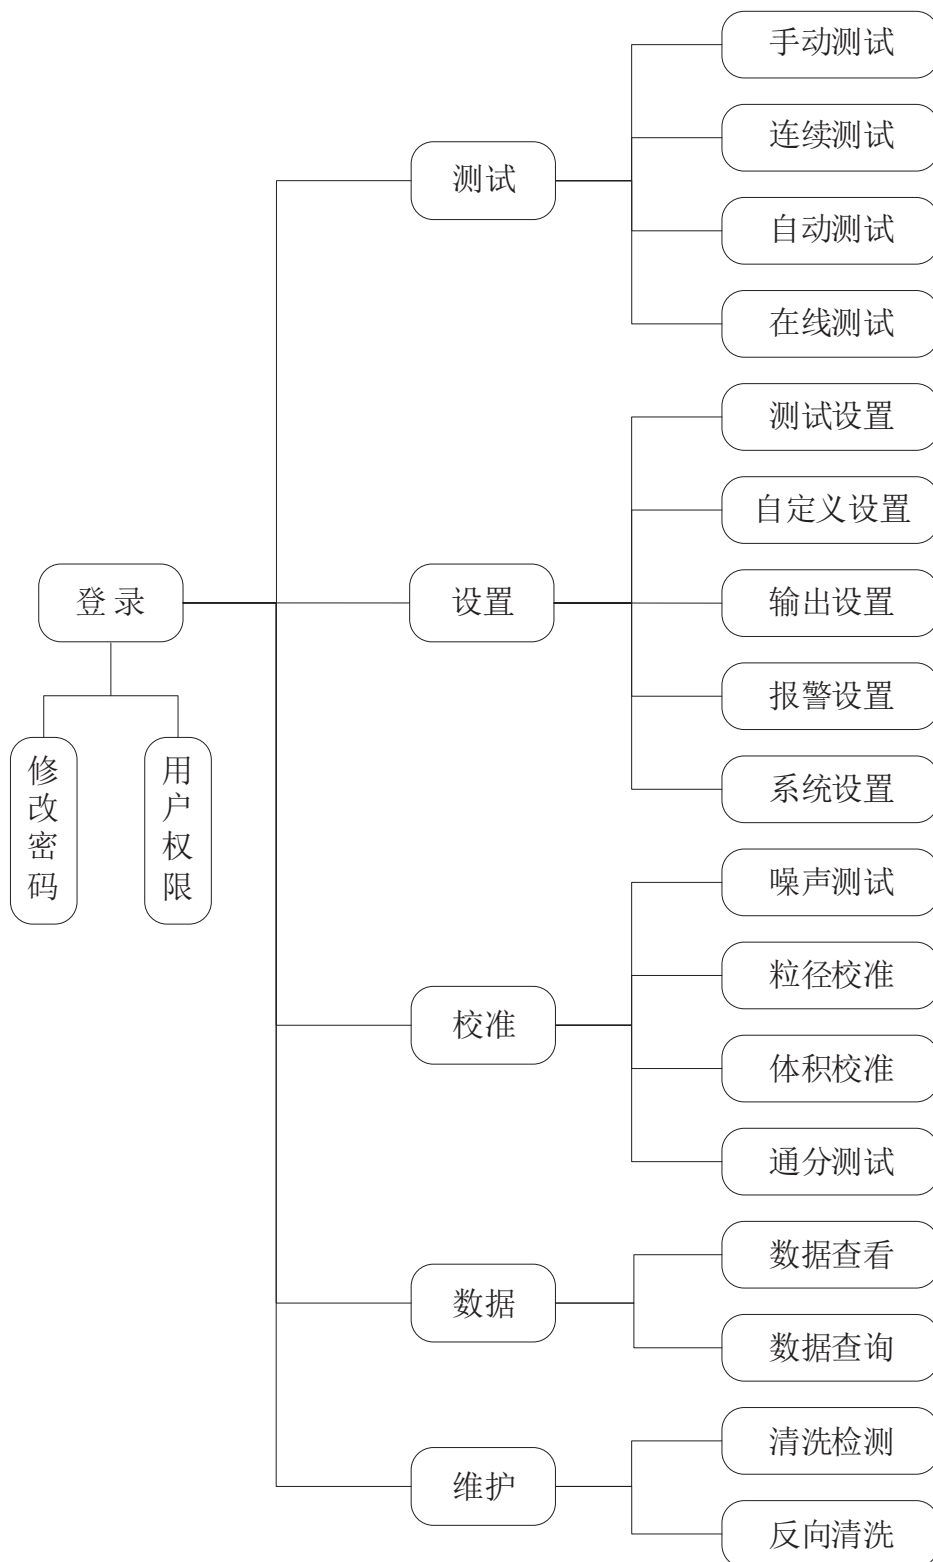 登录
修改密码
用户权限
测试
手动测试
连续测试
自动测试
在线测试
设置
测试设置
自定义设置
输出设置
报警设置
系统设置
校准
噪声测试
粒径校准
体积校准
通分测试
数据
数据查看
数据查询
维护
清洗检测
反向清洗